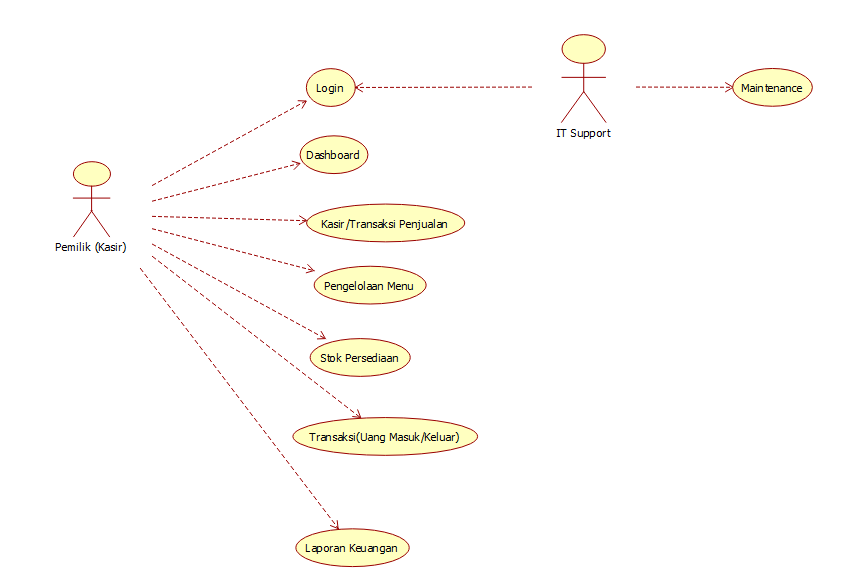 Login
Maintenance
IT Support
Dashboard
Kasir/Transaksi Penjualan
Pemilik (Kasir)
Pengelolaan Menu
Stok Persediaan
Transaksi(Uang Masuk/Keluar)
Laporan Keuangan